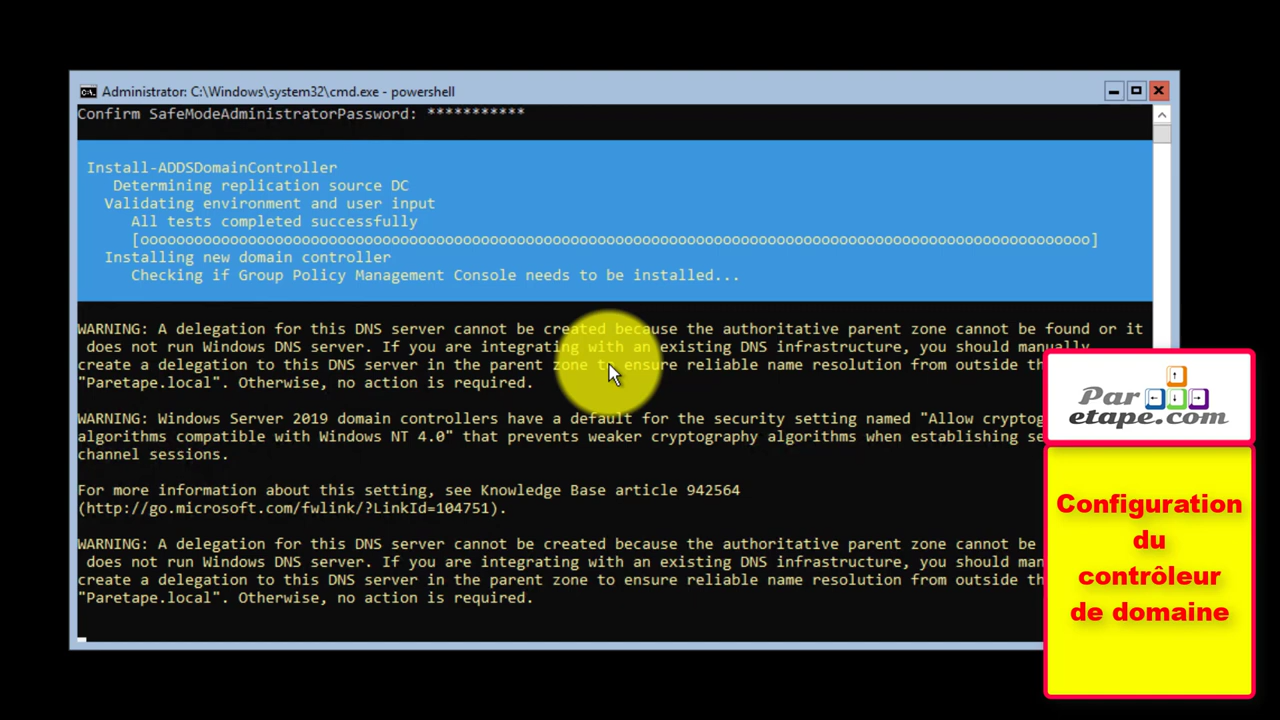 Administrator: C:\Windows\system32\cmd.exe - powershell
Confirm SafeModeAdministratorPassword: ***********
Install-ADDSDomainController
Determining replication source DC
Validating environment and user input
All tests completed successfully
[oooooooooooooooooooooooooooooooooooooooooooooooooooooooooooooooooooooooooooooooooooooooooooooooooooooooooo]
Installing new domain controller
Checking if Group Policy Management Console needs to be installed...
WARNING: A delegation for this DNS server cannot be created because the authoritative parent zone cannot be found or it
does not run Windows DNS server. If you are integrating with an existing DNS infrastructure, you should manually
create a delegation to this DNS server in the parent zone to ensure reliable name resolution from outside th
"Paretape.local". Otherwise, no action is required.
WARNING: Windows Server 2019 domain controllers have a default for the security setting named "Allow cryptog
algorithms compatible with Windows NT 4.0" that prevents weaker cryptography algorithms when establishing se
channel sessions.
For more information about this setting, see Knowledge Base article 942564
(http://go.microsoft.com/fwlink/?LinkId=104751).
WARNING: A delegation for this DNS server cannot be created because the authoritative parent zone cannot be
does not run Windows DNS server. If you are integrating with an existing DNS infrastructure, you should man
create a delegation to this DNS server in the parent zone to ensure reliable name resolution from outside th
"Paretape.local". Otherwise, no action is required.
Par
etape.com
Configuration
du
contrôleur
de domaine